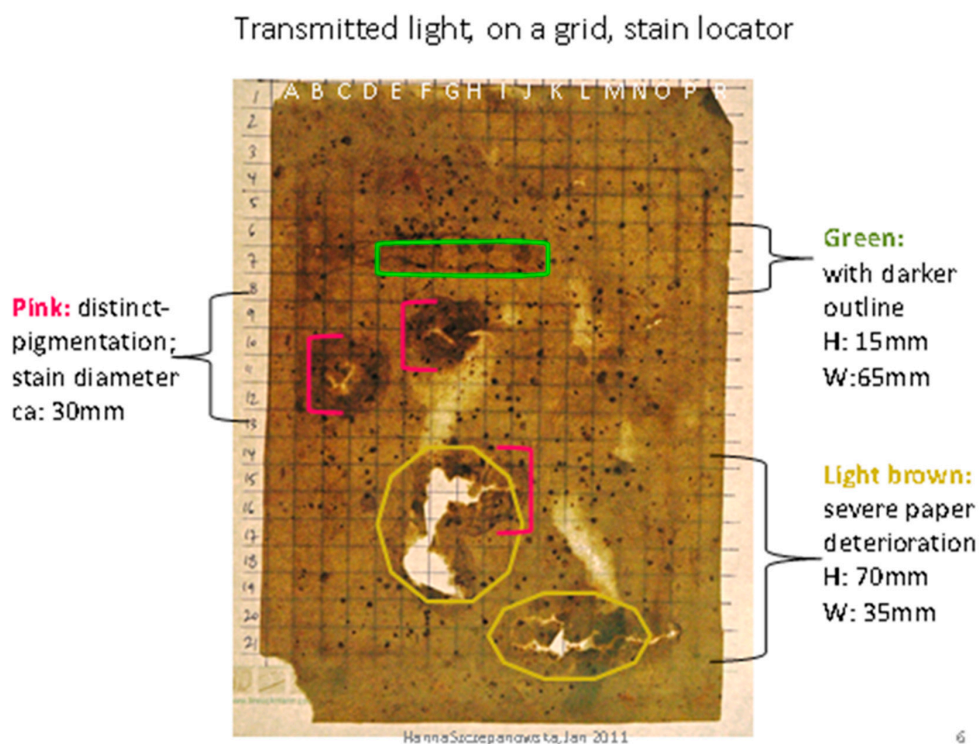 Transmitted light, on a grid, stain locator
A B C D E F G H I J K L M N O P R
1
2
3
4
5
6
7
8
9
10
11
12
13
14
15
16
17
18
19
20
21
Pink: distinct-
pigmentation;
stain diameter
ca: 30mm
Green:
with darker
outline
H: 15mm
W:65mm
Light brown:
severe paper
deterioration
H: 70mm
W: 35mm
HannaSzczepanowska, Jan 2011
6